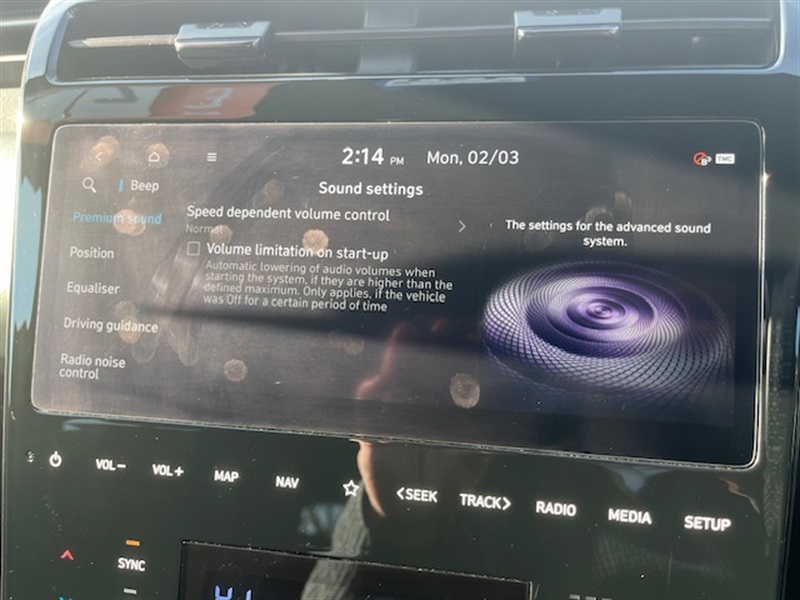 2:14 PM Mon, 02/03
TMC
Beep
Sound settings
Premium sound
Position
Equaliser
Driving guidance
Radio noise
control
Speed dependent volume control
Normal
Volume limitation on start-up
Automatic lowering of audio volumes when
starting the system, if they are higher than the
defined maximum. Only applies, if the vehicle
was Off for a certain period of time
The settings for the advanced sound
system.
VOL− VOL+ MAP NAV <SEEK TRACK> RADIO MEDIA SETUP
SYNC